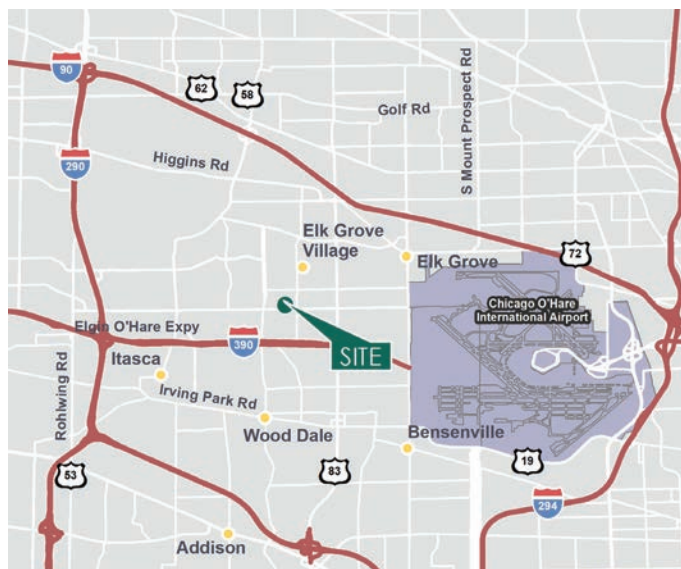 90
62
58
Golf Rd
S Mount Prospect Rd
Higgins Rd
290
Elk Grove
Village
Elk Grove
72
Chicago O'Hare
International Airport
Elgin O'Hare Expy
390
SITE
Itasca
Rohlwing Rd
Irving Park Rd
Wood Dale
Bensenville
53
83
19
294
Addison